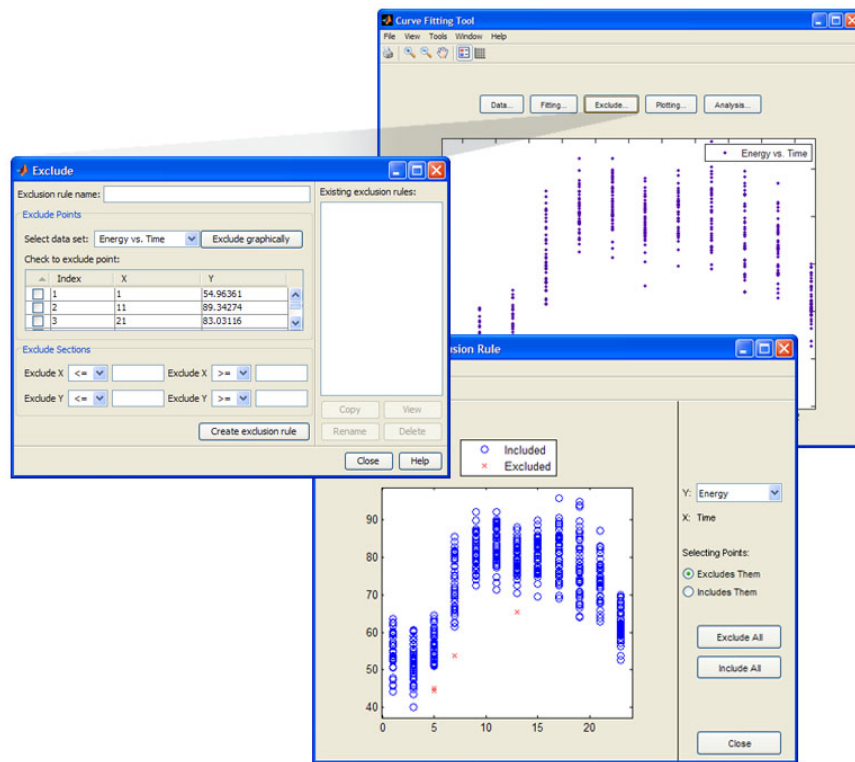 Curve Fitting Tool
File View Tools Window Help
Data... Fitting... Exclude... Plotting... Analysis...
Energy vs. Time
Exclude
Exclusion rule name:
Existing exclusion rules:
Exclude Points
Select data set: Energy vs. Time Exclude graphically
Check to exclude point:
Index X Y
1 1 54.96361
2 11 89.34274
3 21 83.03116
Exclude Sections
Exclude X <= Exclude X >=
Exclude Y <= Exclude Y >=
Create exclusion rule
Copy View
Rename Delete
Close Help
usion Rule
Included
Excluded
90
80
70
60
50
40
0 5 10 15 20
Y: Energy
X: Time
Selecting Points:
Excludes Them
Includes Them
Exclude All
Include All
Close